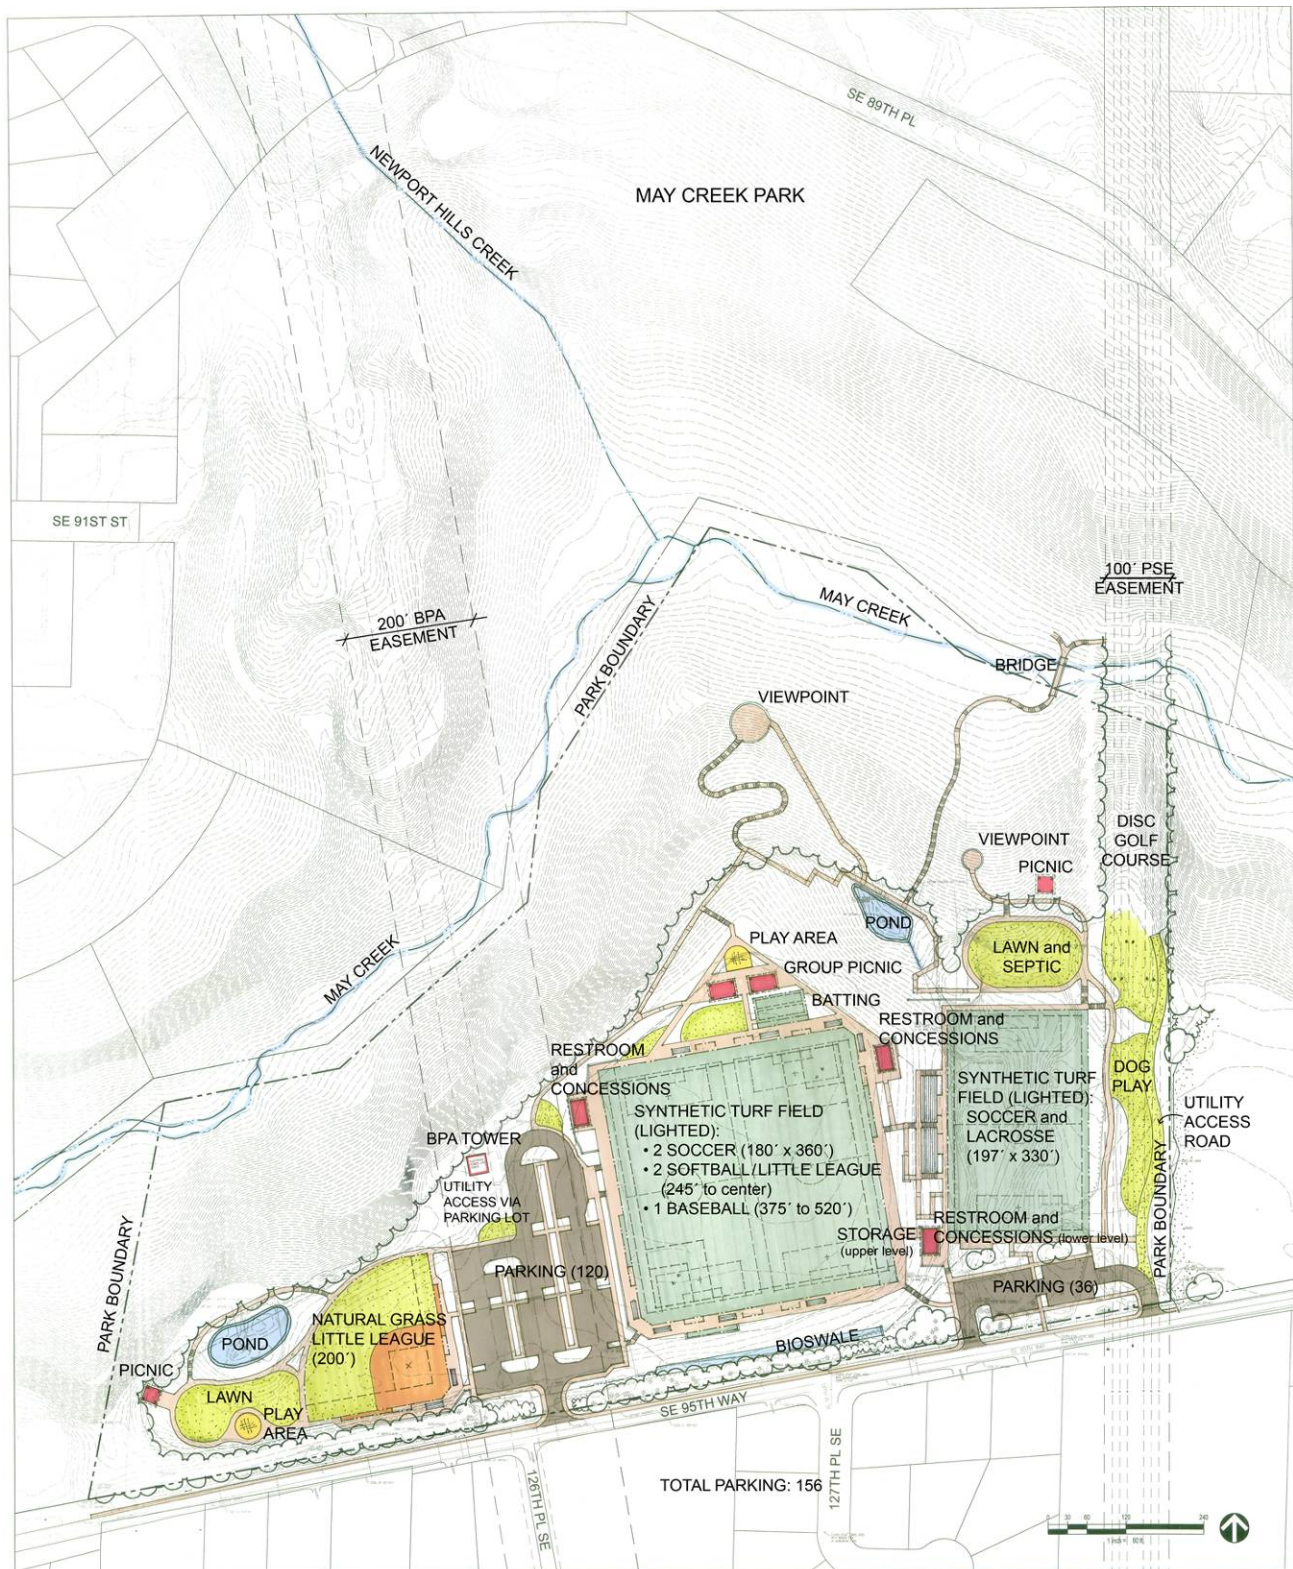 SE 89TH PL
NEWPORT HILLS CREEK
MAY CREEK PARK
SE 91ST ST
200´ BPA
EASEMENT
PARK BOUNDARY
MAY CREEK
100´ PSE
EASEMENT
BRIDGE
VIEWPOINT
DISC
GOLF
COURSE
VIEWPOINT
PICNIC
POND
LAWN and
SEPTIC
PLAY AREA
GROUP PICNIC
BATTING
MAY CREEK
RESTROOM and
CONCESSIONS
RESTROOM
and
CONCESSIONS
SYNTHETIC TURF
FIELD (LIGHTED):
SOCCER and
LACROSSE
(197´ x 330´)
DOG
PLAY
UTILITY
ACCESS
ROAD
SYNTHETIC TURF FIELD
(LIGHTED):
• 2 SOCCER (180´ x 360´)
• 2 SOFTBALL/LITTLE LEAGUE
(245´ to center)
• 1 BASEBALL (375´ to 520´)
BPA TOWER
UTILITY
ACCESS VIA
PARKING LOT
PARK BOUNDARY
PARK BOUNDARY
STORAGE
(upper level)
RESTROOM and
CONCESSIONS (lower level)
PARKING (120)
PARKING (36)
NATURAL GRASS
LITTLE LEAGUE
(200´)
POND
BIOSWALE
PICNIC
LAWN
PLAY
AREA
SE 95TH WAY
126TH PL SE
127TH PL SE
TOTAL PARKING: 156
0 30 60 120 240